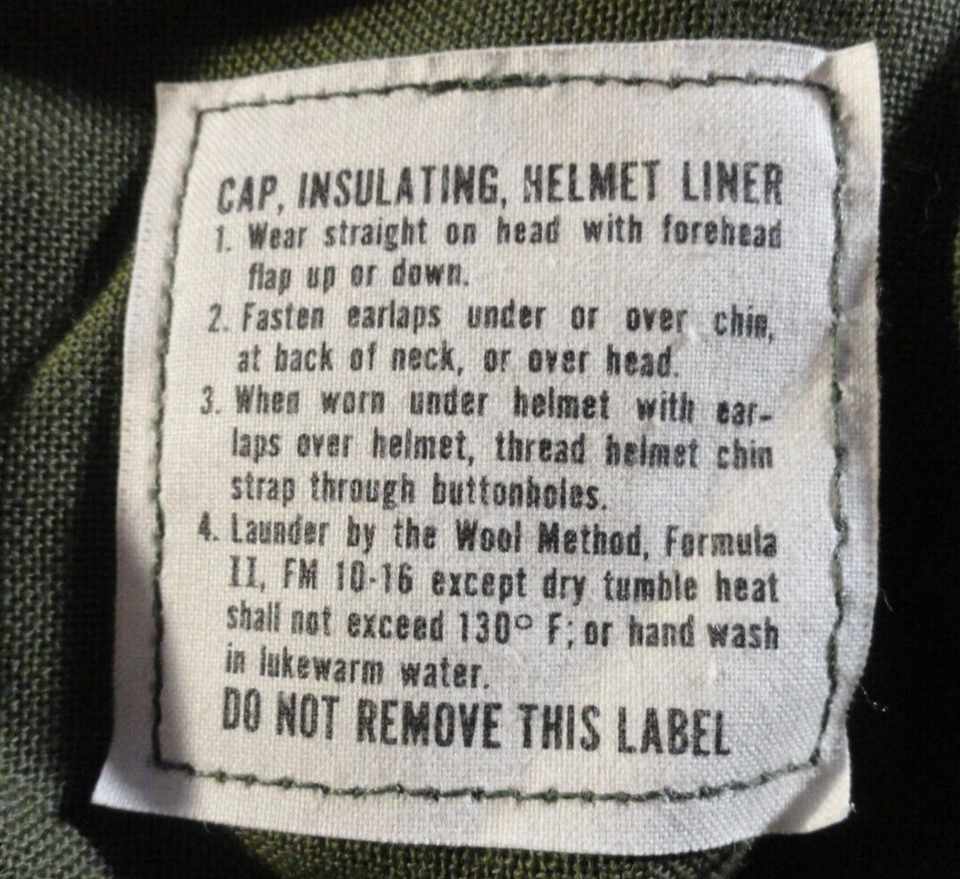 CAP, INSULATING, HELMET LINER
1. Wear straight on head with forehead
flap up or down.
2. Fasten earlaps under or over chin,
at back of neck, or over head.
3. When worn under helmet with ear-
laps over helmet, thread helmet chin
strap through buttonholes.
4. Launder by the Wool Method, Formula
II, FM 10-16 except dry tumble heat
shall not exceed 130° F; or hand wash
in lukewarm water.
DO NOT REMOVE THIS LABEL